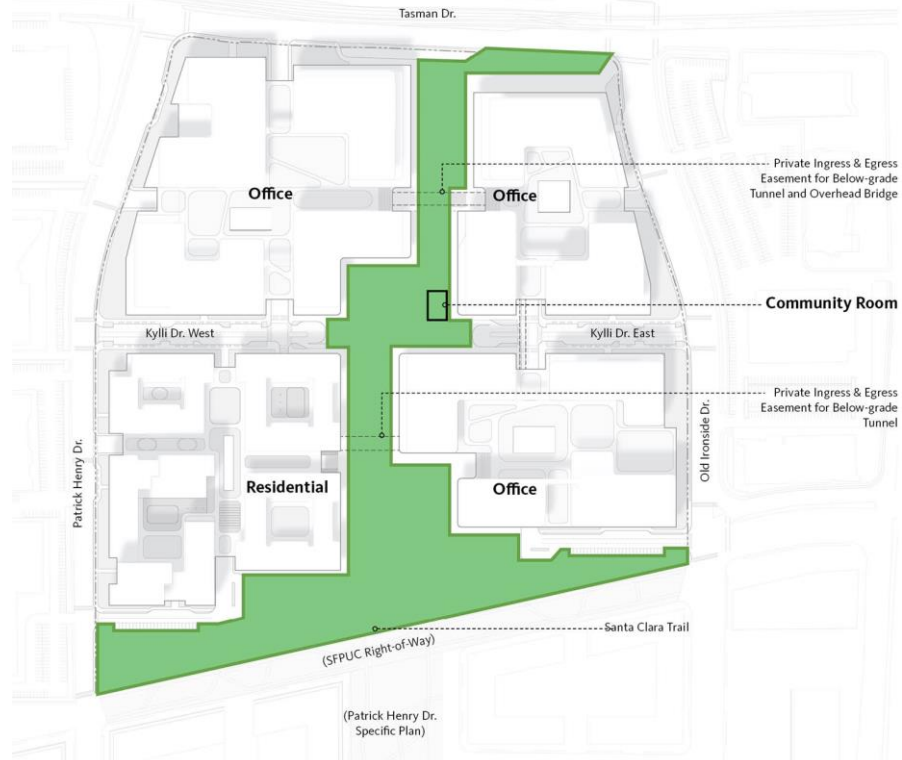 Tasman Dr.
Private Ingress & Egress
Easement for Below-grade
Tunnel and Overhead Bridge
Office
Office
Community Room
Kylli Dr. West
Kylli Dr. East
Private Ingress & Egress
Easement for Below-grade
Tunnel
Patrick Henry Dr.
Old Ironside Dr.
Residential
Office
Santa Clara Trail
(SFPUC Right-of-Way)
(Patrick Henry Dr.
Specific Plan)